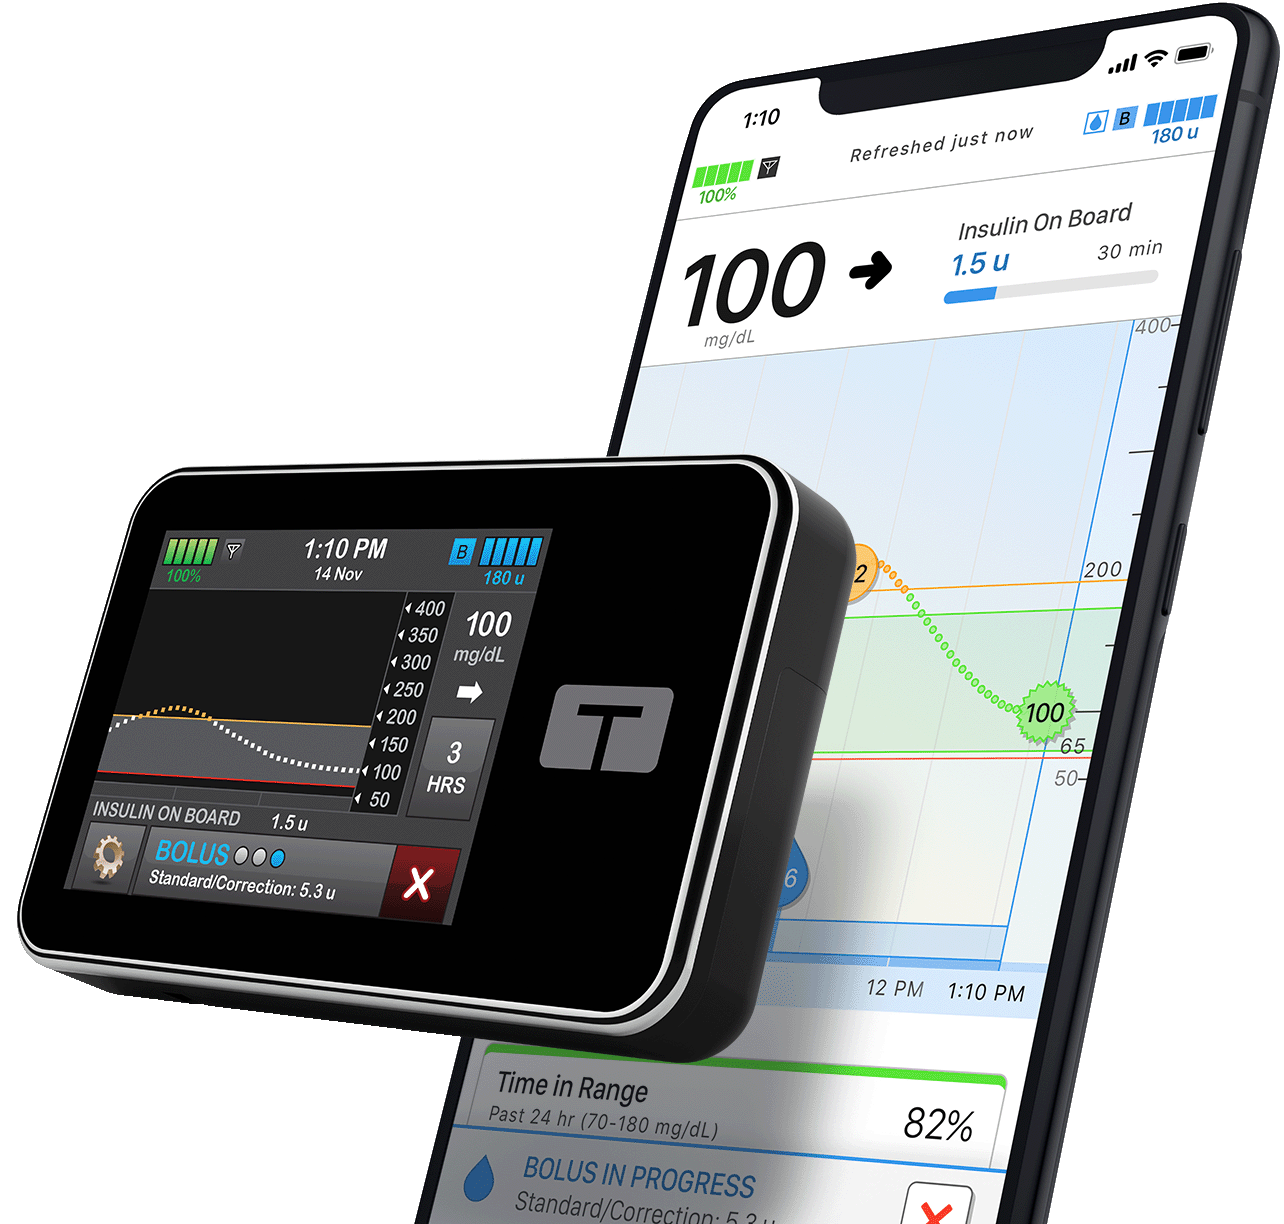 1:10
Refreshed just now
B
180 u
100%
100
mg/dL
Insulin On Board
1.5 u
30 min
400
200
2
100
65
50
6
12 PM
1:10 PM
Time in Range
Past 24 hr (70-180 mg/dL)
82%
BOLUS IN PROGRESS
Standard/Correction: 5.3 u
1:10 PM
14 Nov
100%
B
180 u
400
350
300
250
200
150
100
50
100
mg/dL
3
HRS
INSULIN ON BOARD 1.5 u
BOLUS
Standard/Correction: 5.3 u
X
T